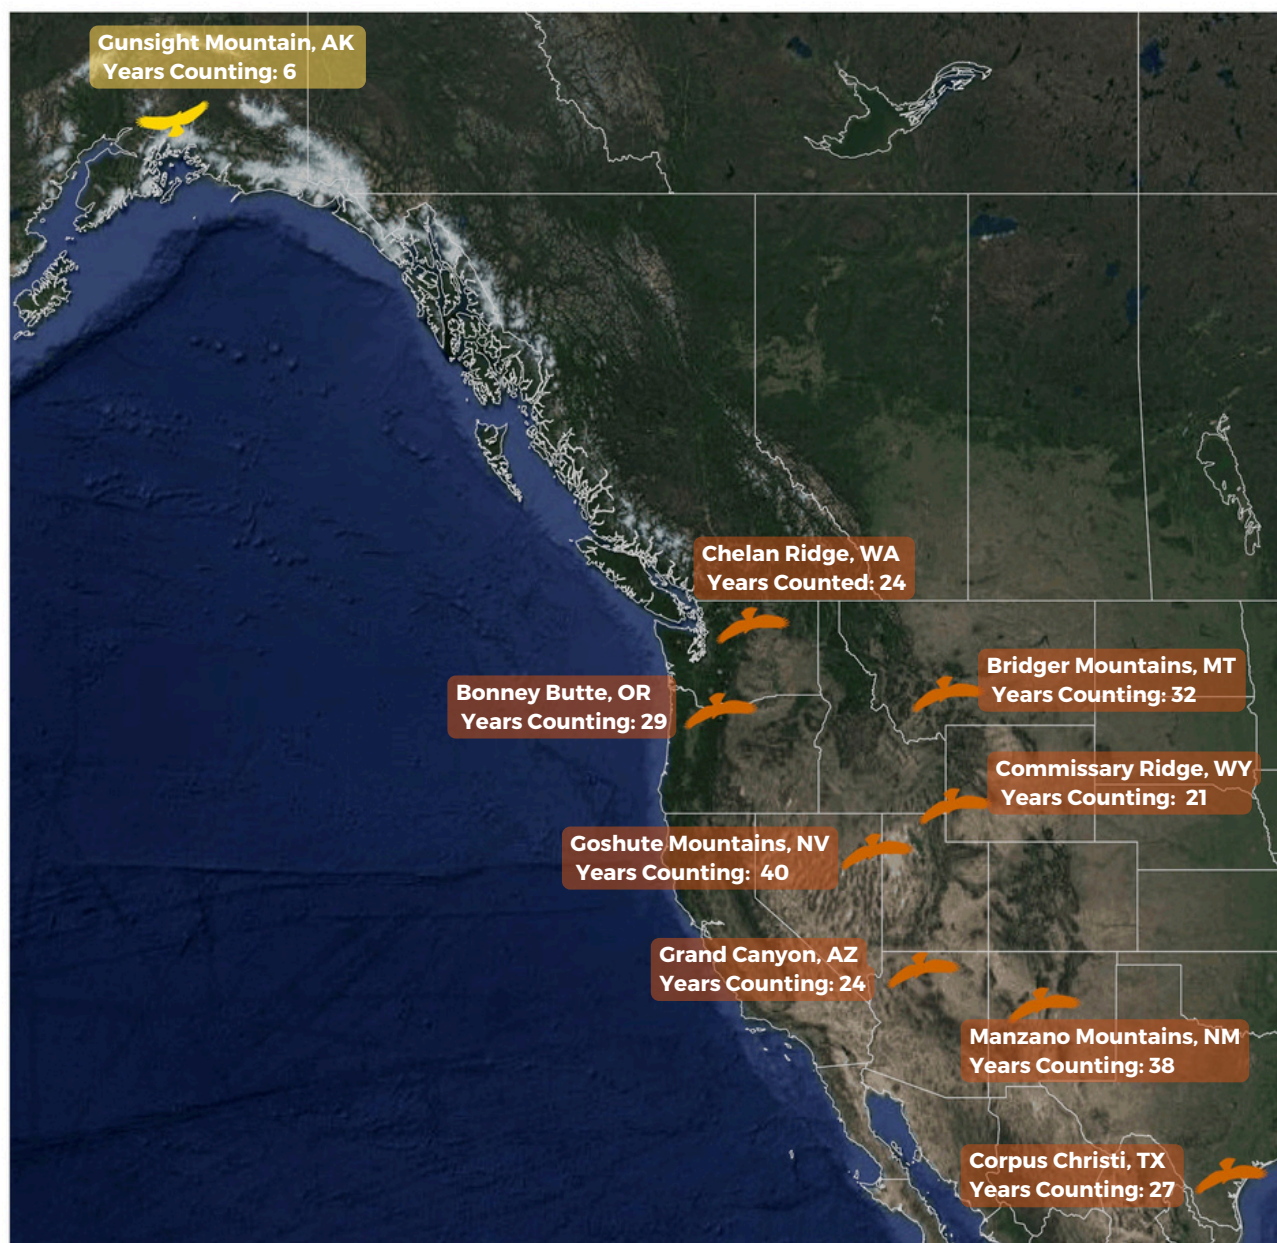 Gunsight Mountain, AK
Years Counting: 6
Chelan Ridge, WA
Years Counted: 24
Bridger Mountains, MT
Years Counting: 32
Bonney Butte, OR
Years Counting: 29
Commissary Ridge, WY
Years Counting: 21
Goshute Mountains, NV
Years Counting: 40
Grand Canyon, AZ
Years Counting: 24
Manzano Mountains, NM
Years Counting: 38
Corpus Christi, TX
Years Counting: 27